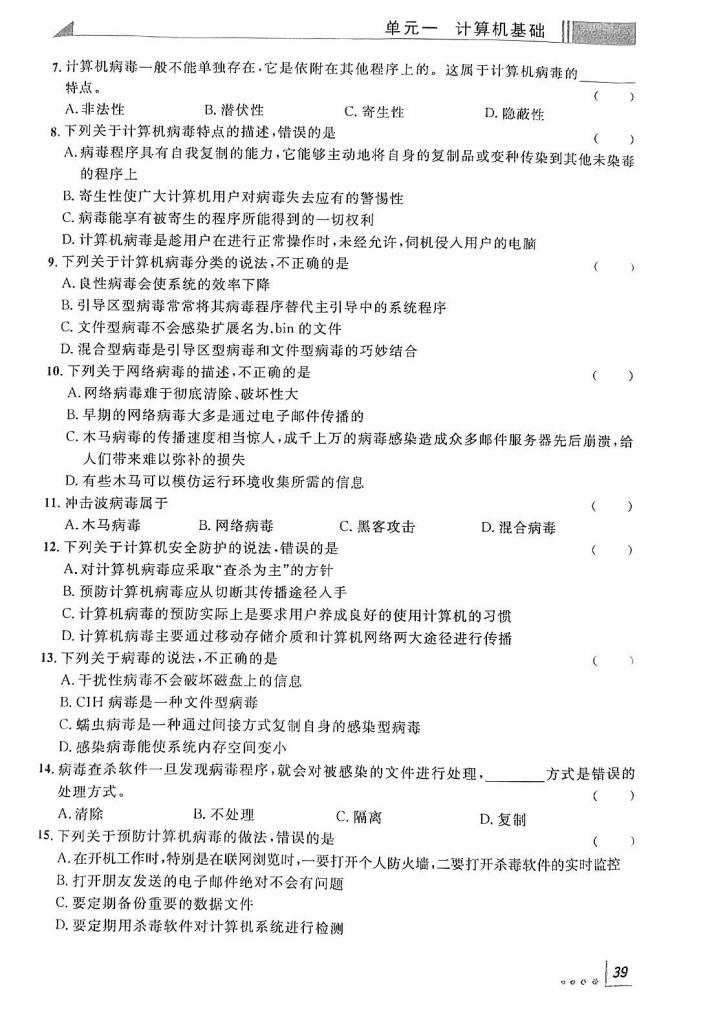 单元一 计算机基础
7.计算机病毒一般不能单独存在,它是依附在其他程序上的。这属于计算机病毒的______
特点。 ( )
A.非法性 B.潜伏性 C.寄生性 D.隐蔽性
8.下列关于计算机病毒特点的描述,错误的是 ( )
A.病毒程序具有自我复制的能力,它能够主动地将自身的复制品或变种传染到其他未染毒
的程序上
B.寄生性使广大计算机用户对病毒失去应有的警惕性
C.病毒能享有被寄生的程序所能得到的一切权利
D.计算机病毒是趁用户在进行正常操作时,未经允许,伺机侵入用户的电脑
9.下列关于计算机病毒分类的说法,不正确的是 ( )
A.良性病毒会使系统的效率下降
B.引导区型病毒常常将其病毒程序替代主引导中的系统程序
C.文件型病毒不会感染扩展名为.bin的文件
D.混合型病毒是引导区型病毒和文件型病毒的巧妙结合
10.下列关于网络病毒的描述,不正确的是 ( )
A.网络病毒难于彻底清除、破坏性大
B.早期的网络病毒大多是通过电子邮件传播的
C.木马病毒的传播速度相当惊人,成千上万的病毒感染造成众多邮件服务器先后崩溃,给
人们带来难以弥补的损失
D.有些木马可以模仿运行环境收集所需的信息
11.冲击波病毒属于 ( )
A.木马病毒 B.网络病毒 C.黑客攻击 D.混合病毒
12.下列关于计算机安全防护的说法,错误的是 ( )
A.对计算机病毒应采取“查杀为主”的方针
B.预防计算机病毒应从切断其传播途径入手
C.计算机病毒的预防实际上是要求用户养成良好的使用计算机的习惯
D.计算机病毒主要通过移动存储介质和计算机网络两大途径进行传播
13.下列关于病毒的说法,不正确的是 ( )
A.干扰性病毒不会破坏磁盘上的信息
B.CIH病毒是一种文件型病毒
C.蠕虫病毒是一种通过间接方式复制自身的感染型病毒
D.感染病毒能使系统内存空间变小
14.病毒查杀软件一旦发现病毒程序,就会对被感染的文件进行处理,______方式是错误的
处理方式。 ( )
A.清除 B.不处理 C.隔离 D.复制
15.下列关于预防计算机病毒的做法,错误的是 ( )
A.在开机工作时,特别是在联网浏览时,一要打开个人防火墙,二要打开杀毒软件的实时监控
B.打开朋友发送的电子邮件绝对不会有问题
C.要定期备份重要的数据文件
D.要定期用杀毒软件对计算机系统进行检测
39